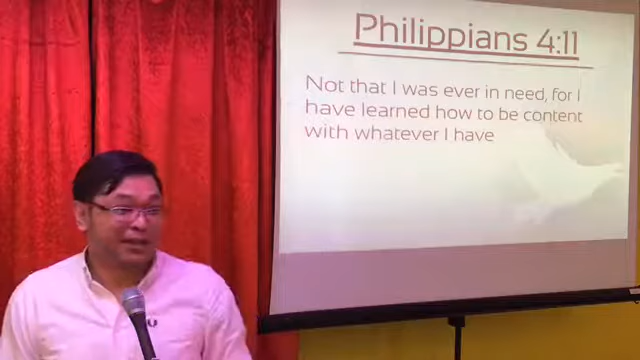 Philippians 4:11
Not that I was ever in need, for I
have learned how to be content
with whatever I have